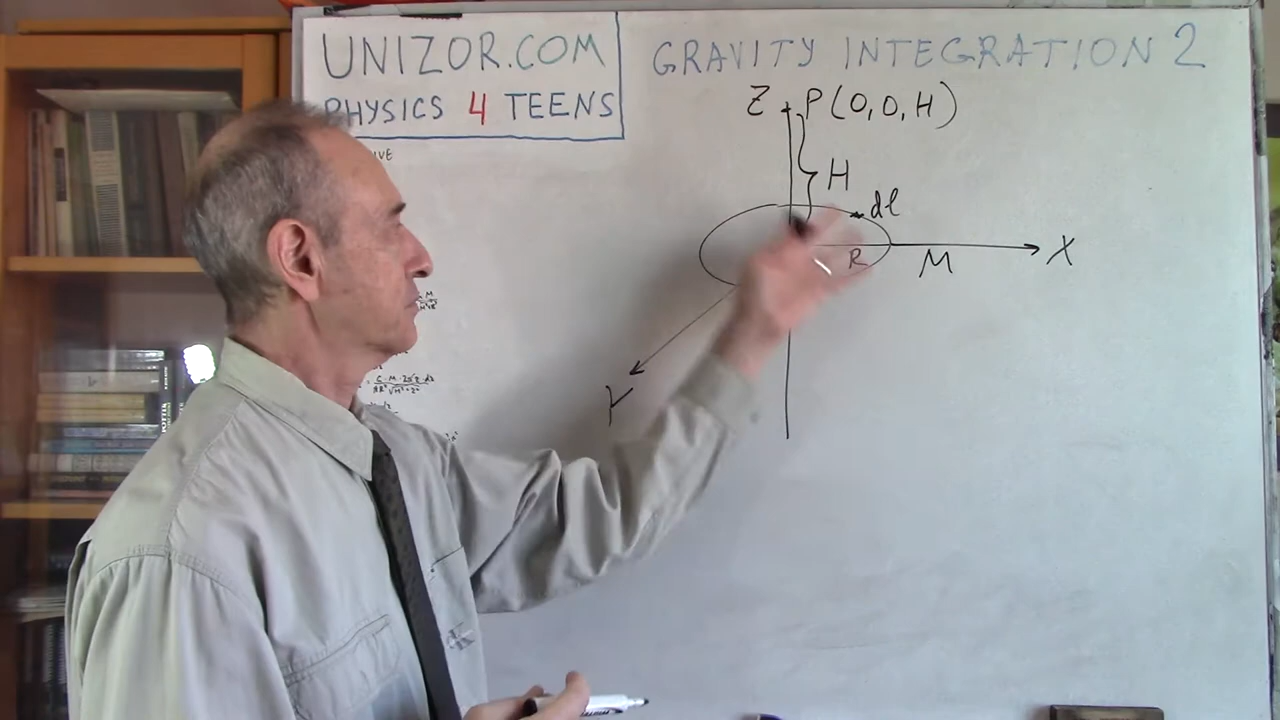 UNIZOR.COM
PHYSICS 4 TEENS
GRAVITY INTEGRATION 2
Z P(0,0,H)
H
dl
R
M
X
Y